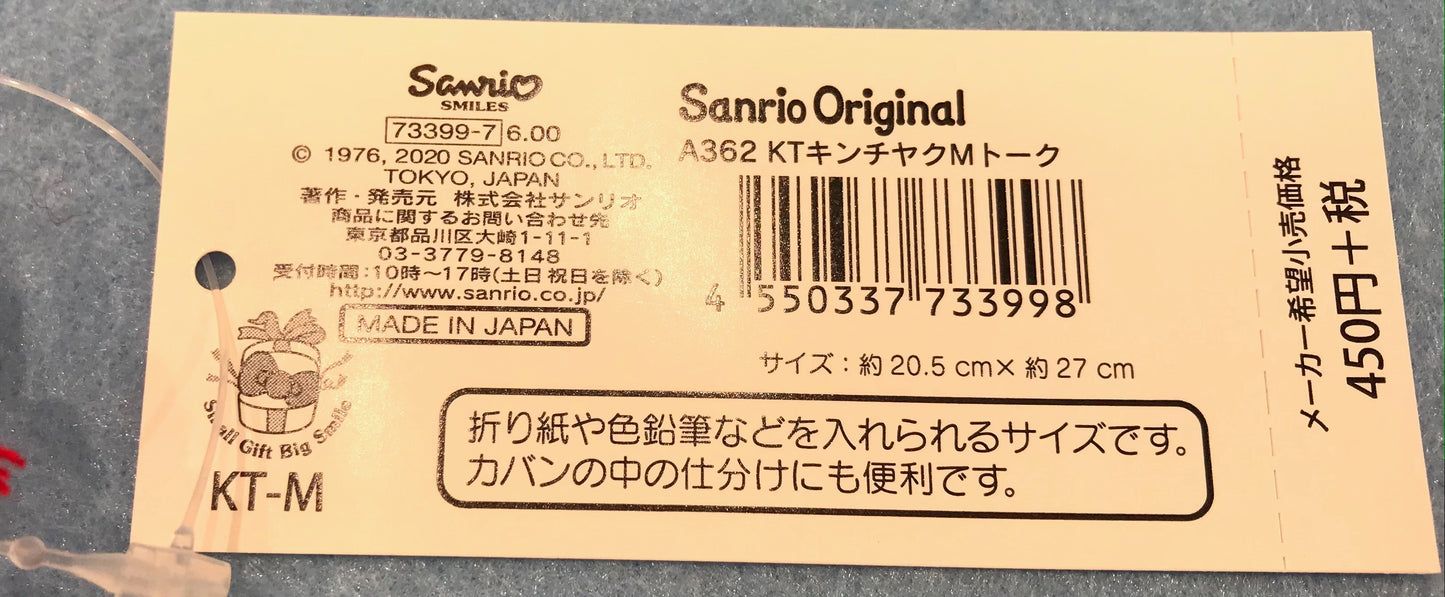 Sanrio
SMILES
73399-7 6.00
© 1976, 2020 SANRIO CO., LTD.
TOKYO, JAPAN
著作・発売元 株式会社サンリオ
商品に関するお問い合わせ先
東京都品川区大崎1-11-1
03-3779-8148
受付時間:10時〜17時(土日祝日を除く)
http://www.sanrio.co.jp/
MADE IN JAPAN
Small Gift Big Smile
KT-M
Sanrio Original
A362 KTキンチヤクMトーク
4 550337 733998
サイズ:約 20.5 cm× 約 27 cm
折り紙や色鉛筆などを入れられるサイズです。
カバンの中の仕分けにも便利です。
メーカー希望小売価格
450円+税